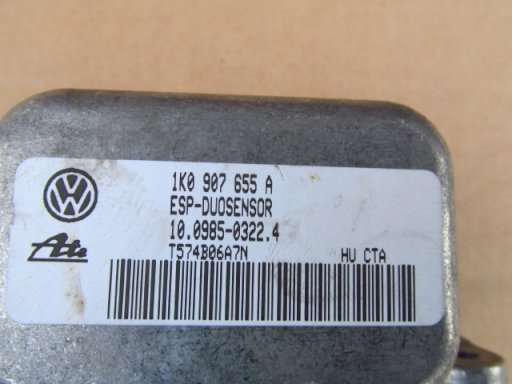 1K0 907 655 A
ESP-DUOSENSOR
10.0985-0322.4
T574B06A7N HU CTA
Ate